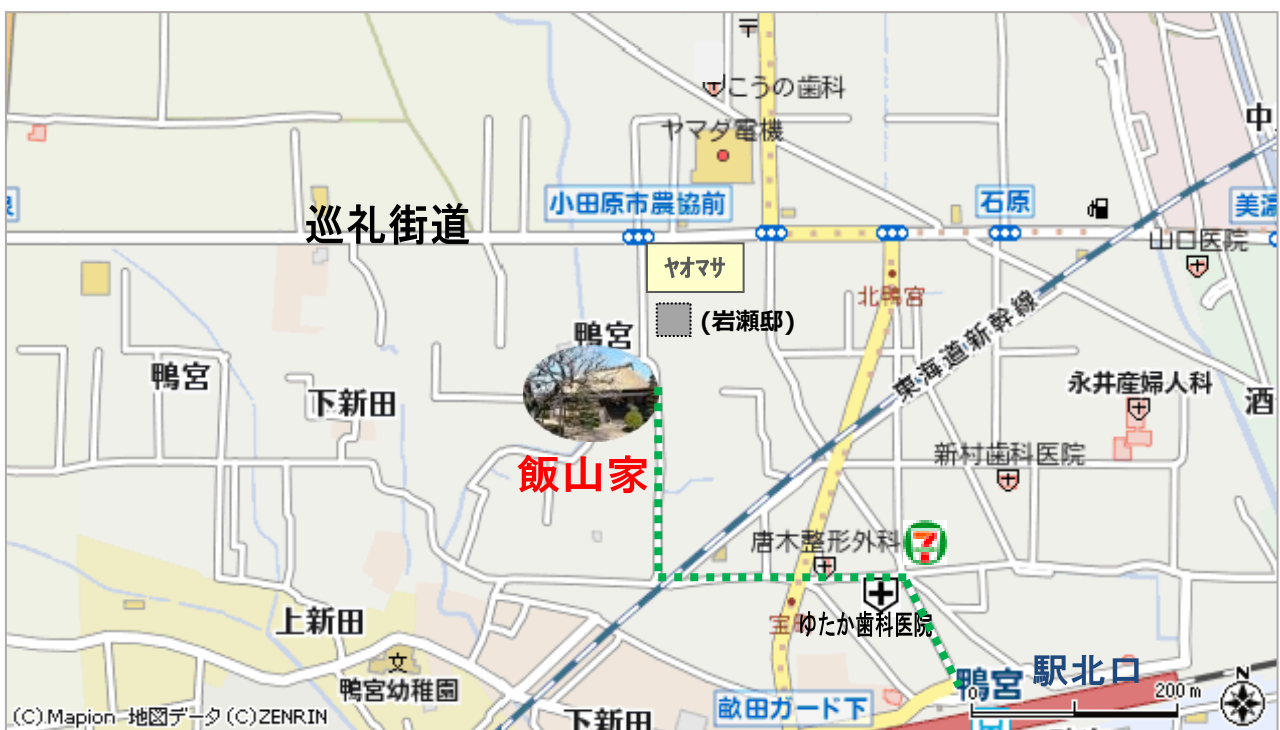 〒
こうの歯科
ヤマダ電機
中
小田原市農協前
石原
美濃
巡礼街道
山口医院
ヤオマサ
北鴨宮
(岩瀬邸)
鴨宮
東海道新幹線
鴨宮
下新田
永井産婦人科
酒
飯山家
新村歯科医院
唐木整形外科
7
上新田
宝町
ゆたか歯科医院
文
鴨宮幼稚園
鴨宮
駅北口
N
0
200m
畝田ガード下
下新田
(C)Mapion 地図データ(C)ZENRIN